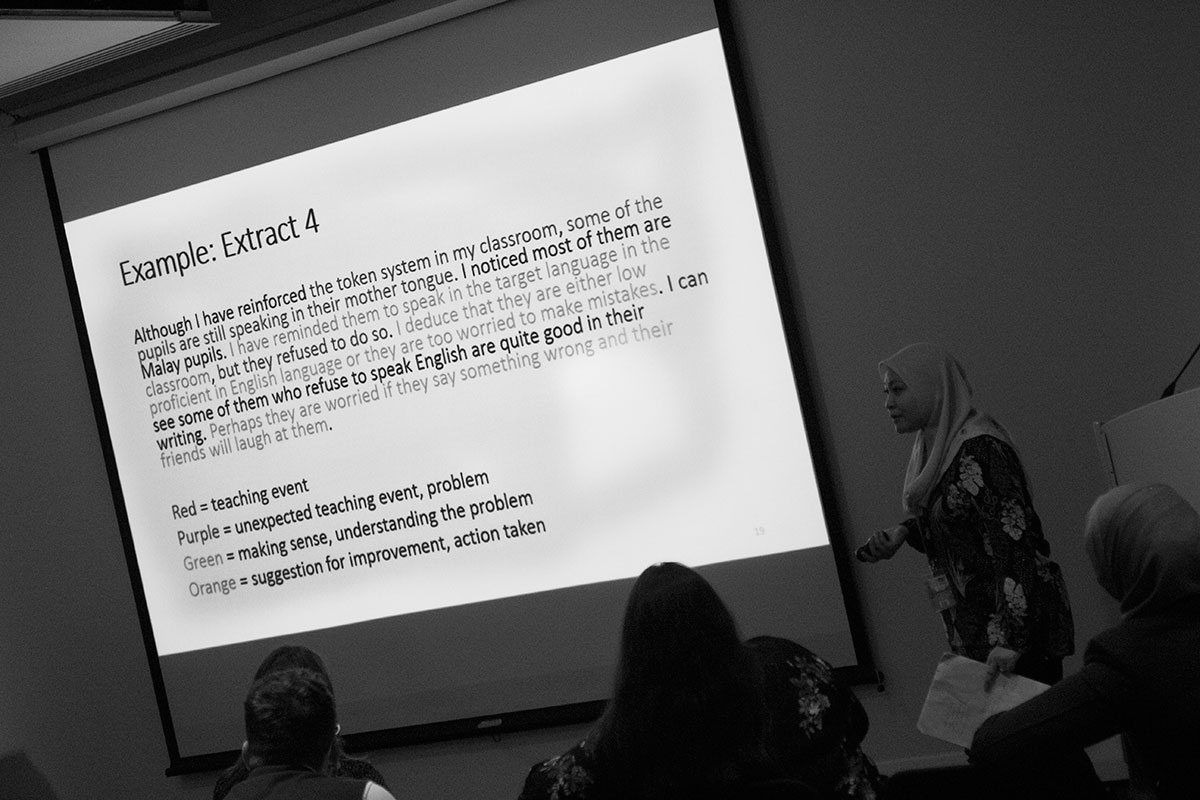 Example: Extract 4
Although I have reinforced the token system in my classroom, some of the
pupils are still speaking in their mother tongue. I noticed most of them are
Malay pupils. I have reminded them to speak in the target language in the
classroom, but they refused to do so. I deduce that they are either low
proficient in English language or they are too worried to make mistakes. I can
see some of them who refuse to speak English are quite good in their
writing. Perhaps they are worried if they say something wrong and their
friends will laugh at them.
Red = teaching event
Purple = unexpected teaching event, problem
Green = making sense, understanding the problem
Orange = suggestion for improvement, action taken
19